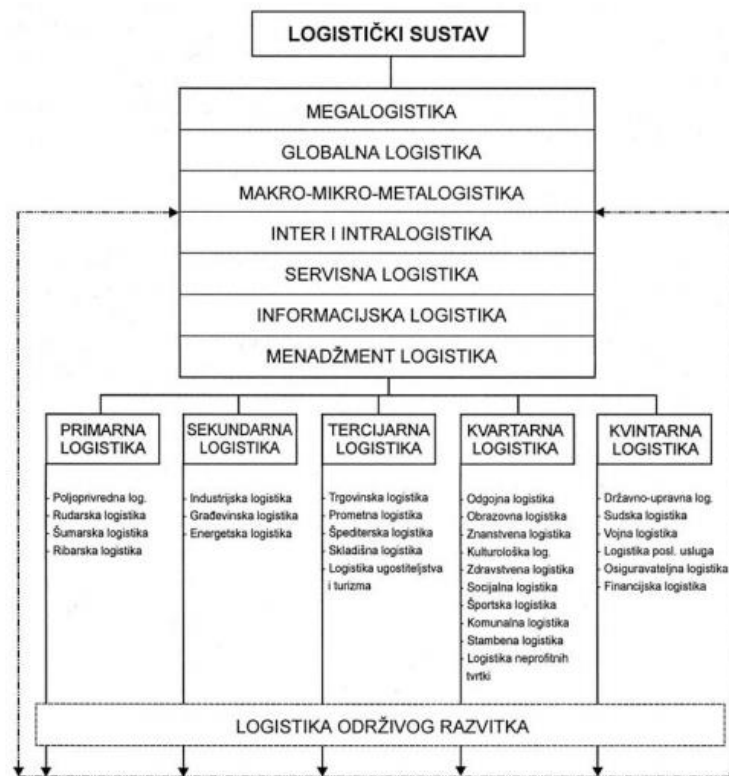 LOGISTIČKI SUSTAV
MEGALOGISTIKA
GLOBALNA LOGISTIKA
MAKRO-MIKRO-METALOGISTIKA
INTER I INTRALOGISTIKA
SERVISNA LOGISTIKA
INFORMACIJSKA LOGISTIKA
MENADŽMENT LOGISTIKA
PRIMARNA
LOGISTIKA
- Poljoprivredna log.
- Rudarska logistika
- Šumarska logistika
- Ribarska logistika
SEKUNDARNA
LOGISTIKA
- Industrijska logistika
- Građevinska logistika
- Energetska logistika
TERCIJARNA
LOGISTIKA
- Trgovinska logistika
- Prometna logistika
- Špediterska logistika
- Skladišna logistika
- Logistika ugostiteljstva
i turizma
KVARTARNA
LOGISTIKA
- Odgojna logistika
- Obrazovna logistika
- Znanstvena logistika
- Kulturološka log.
- Zdravstvena logistika
- Socijalna logistika
- Športska logistika
- Komunalna logistika
- Stambena logistika
- Logistika neprofitnih
tvrtki
KVINTARNA
LOGISTIKA
- Državno-upravna log.
- Sudska logistika
- Vojna logistika
- Logistika posl. usluga
- Osiguravateljna logistika
- Financijska logistika
LOGISTIKA ODRŽIVOG RAZVITKA